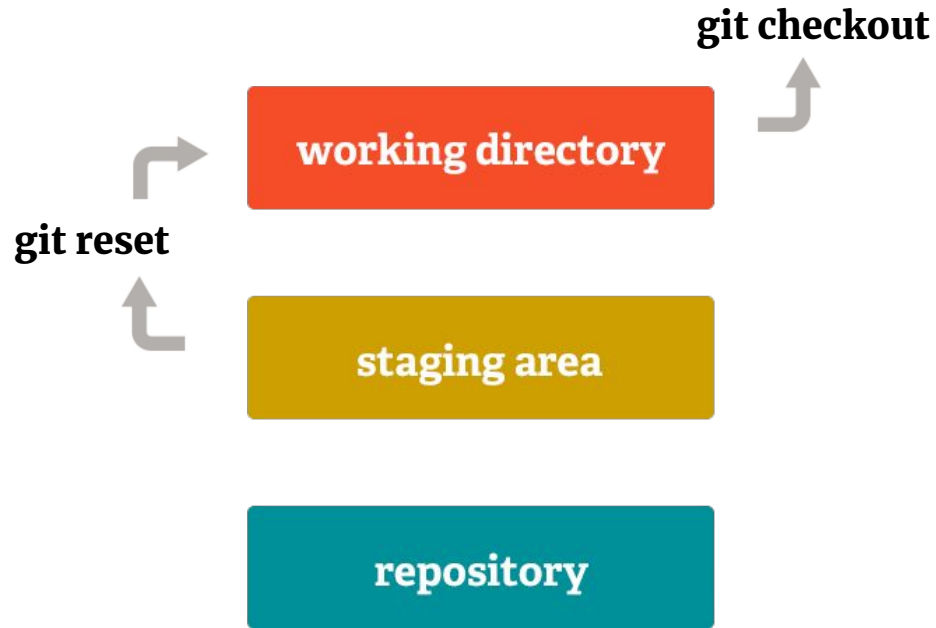 git checkout
working directory
git reset
staging area
repository